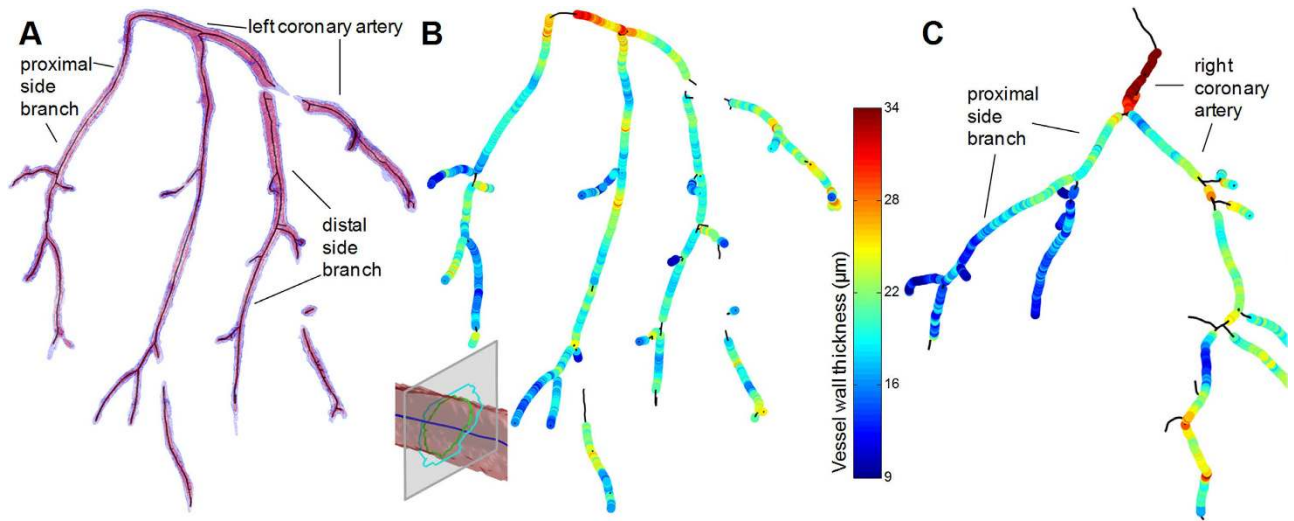 A
left coronary artery
proximal
side
branch
distal
side
branch
B
Vessel wall thickness (µm)
34
28
22
16
9
C
right
coronary
artery
proximal
side
branch